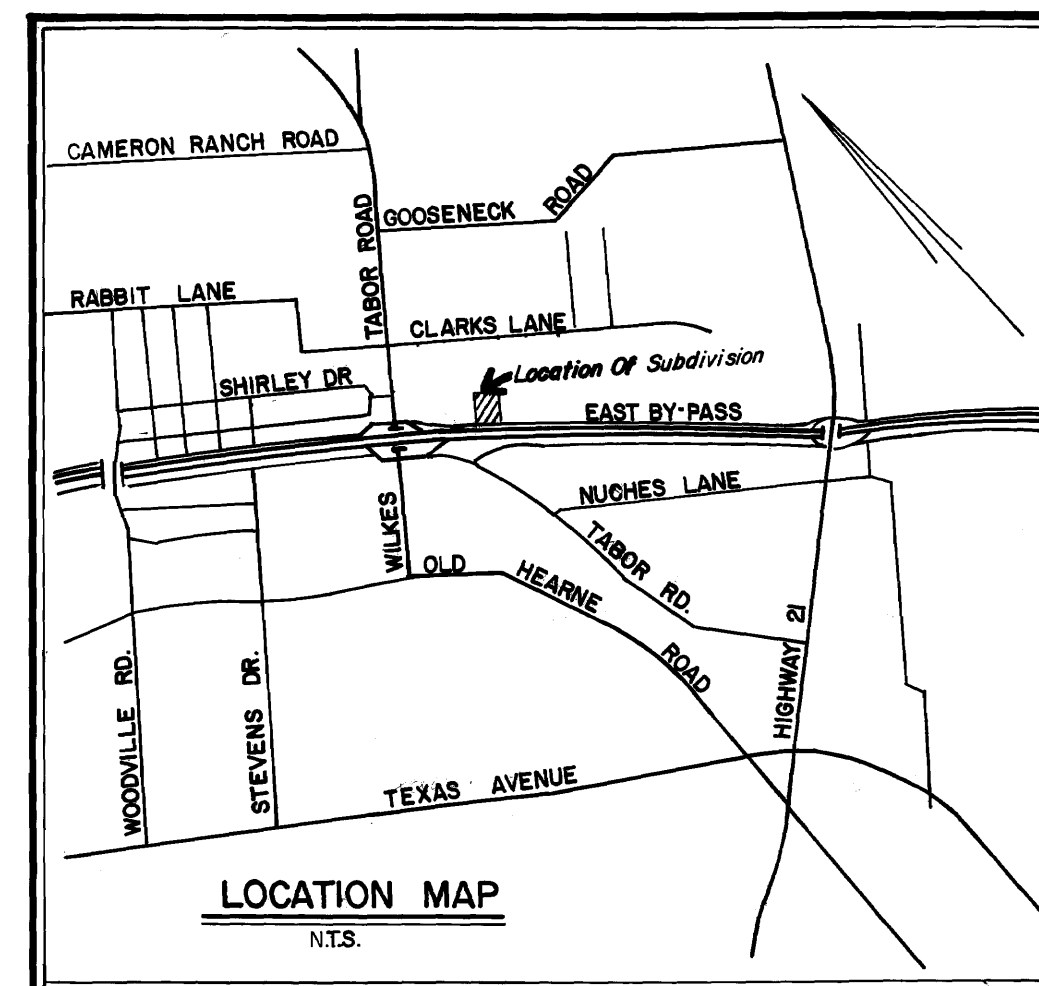 CAMERON RANCH ROAD
TABOR ROAD
GOOSENECK ROAD
RABBIT LANE
CLARKS LANE
SHIRLEY DR
Location Of Subdivision
EAST BY-PASS
NUCHES LANE
WILKES
TABOR RD.
OLD HEARNE ROAD
HIGHWAY 21
WOODVILLE RD.
STEVENS DR.
TEXAS AVENUE
LOCATION MAP
N.T.S.